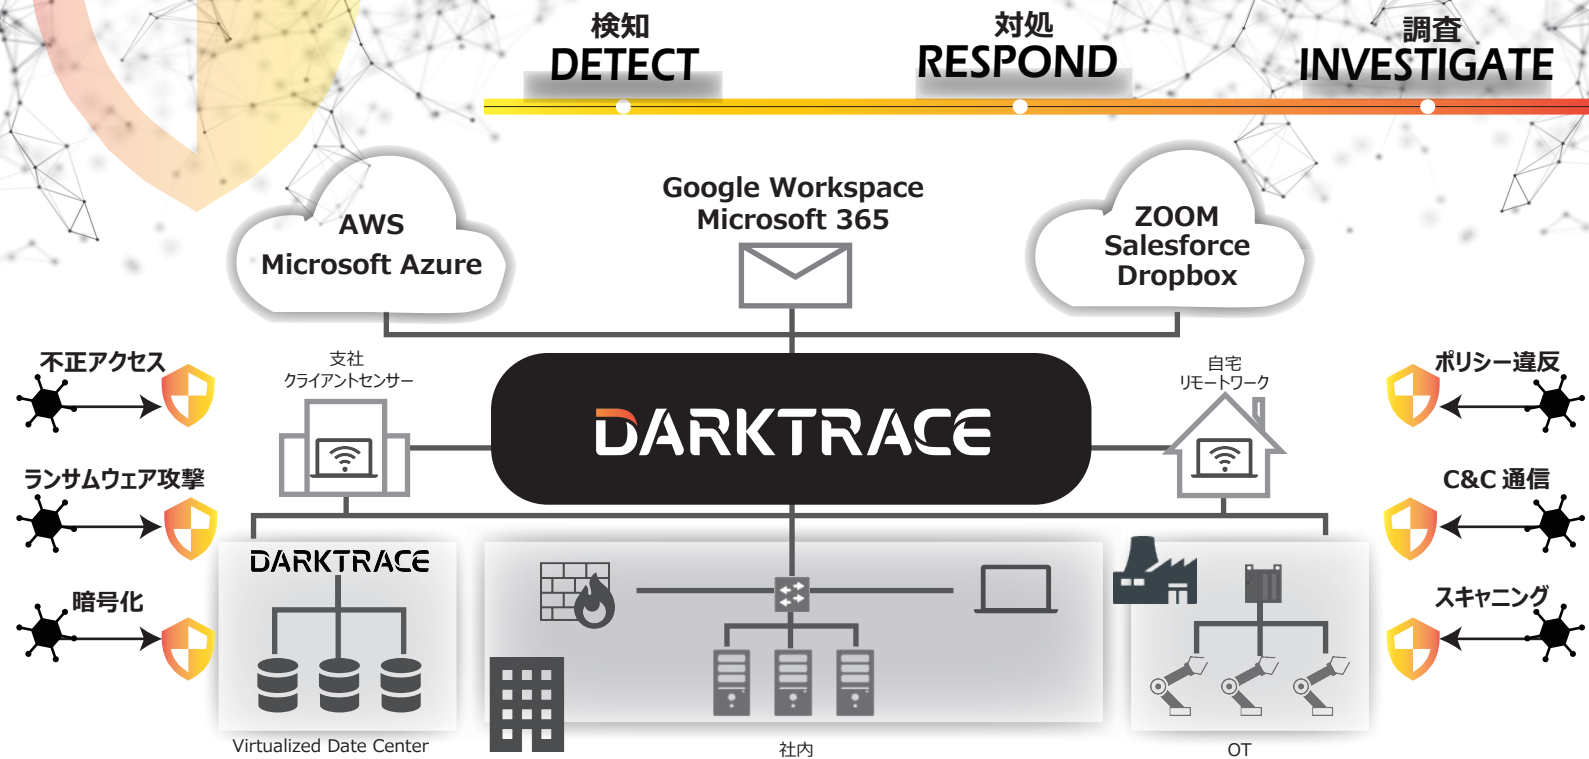 検知
DETECT
対処
RESPOND
調査
INVESTIGATE
AWS
Microsoft Azure
Google Workspace
Microsoft 365
ZOOM
Salesforce
Dropbox
不正アクセス
支社
クライアントセンサー
DARKTRACE
自宅
リモートワーク
ポリシー違反
ランサムウェア攻撃
C&C 通信
DARKTRACE
暗号化
スキャニング
Virtualized Date Center
社内
OT